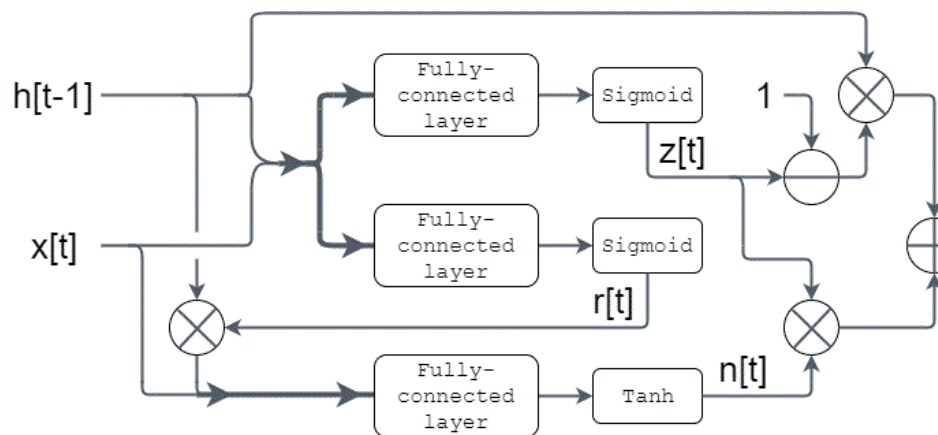 h[t-1]
Fully-
connected
layer
Sigmoid
1
z[t]
x[t]
Fully-
connected
layer
Sigmoid
r[t]
Fully-
connected
layer
Tanh
n[t]